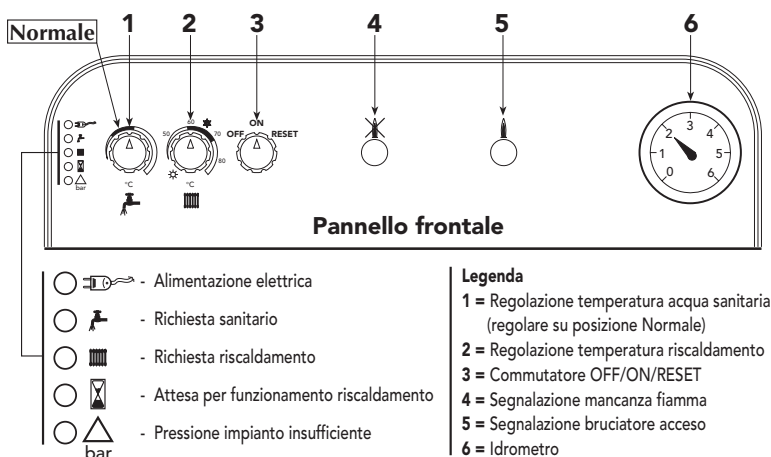 Normale
1 2 3 4 5 6
ON
OFF RESET
50 60 70 80
°C °C
bar
0 1 2 3 4 5 6
Pannello frontale
- Alimentazione elettrica
- Richiesta sanitario
- Richiesta riscaldamento
- Attesa per funzionamento riscaldamento
- Pressione impianto insufficiente
bar
Legenda
1 = Regolazione temperatura acqua sanitaria
(regolare su posizione Normale)
2 = Regolazione temperatura riscaldamento
3 = Commutatore OFF/ON/RESET
4 = Segnalazione mancanza fiamma
5 = Segnalazione bruciatore acceso
6 = Idrometro